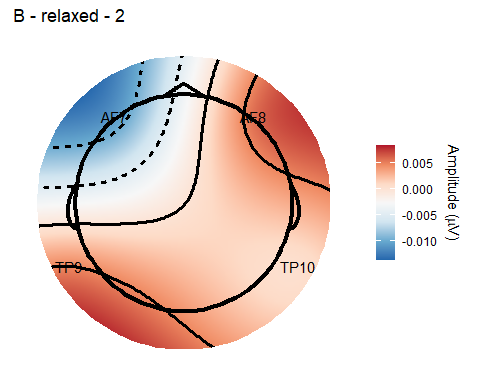 B - relaxed - 2
AF7
AF8
TP9
TP10
Amplitude (μV)
0.005
0.000
-0.005
-0.010